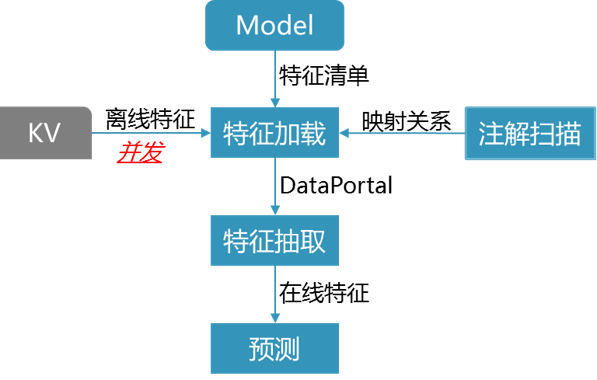 Model
特征清单
KV
离线特征
并发
特征加载
映射关系
注解扫描
DataPortal
特征抽取
在线特征
预测